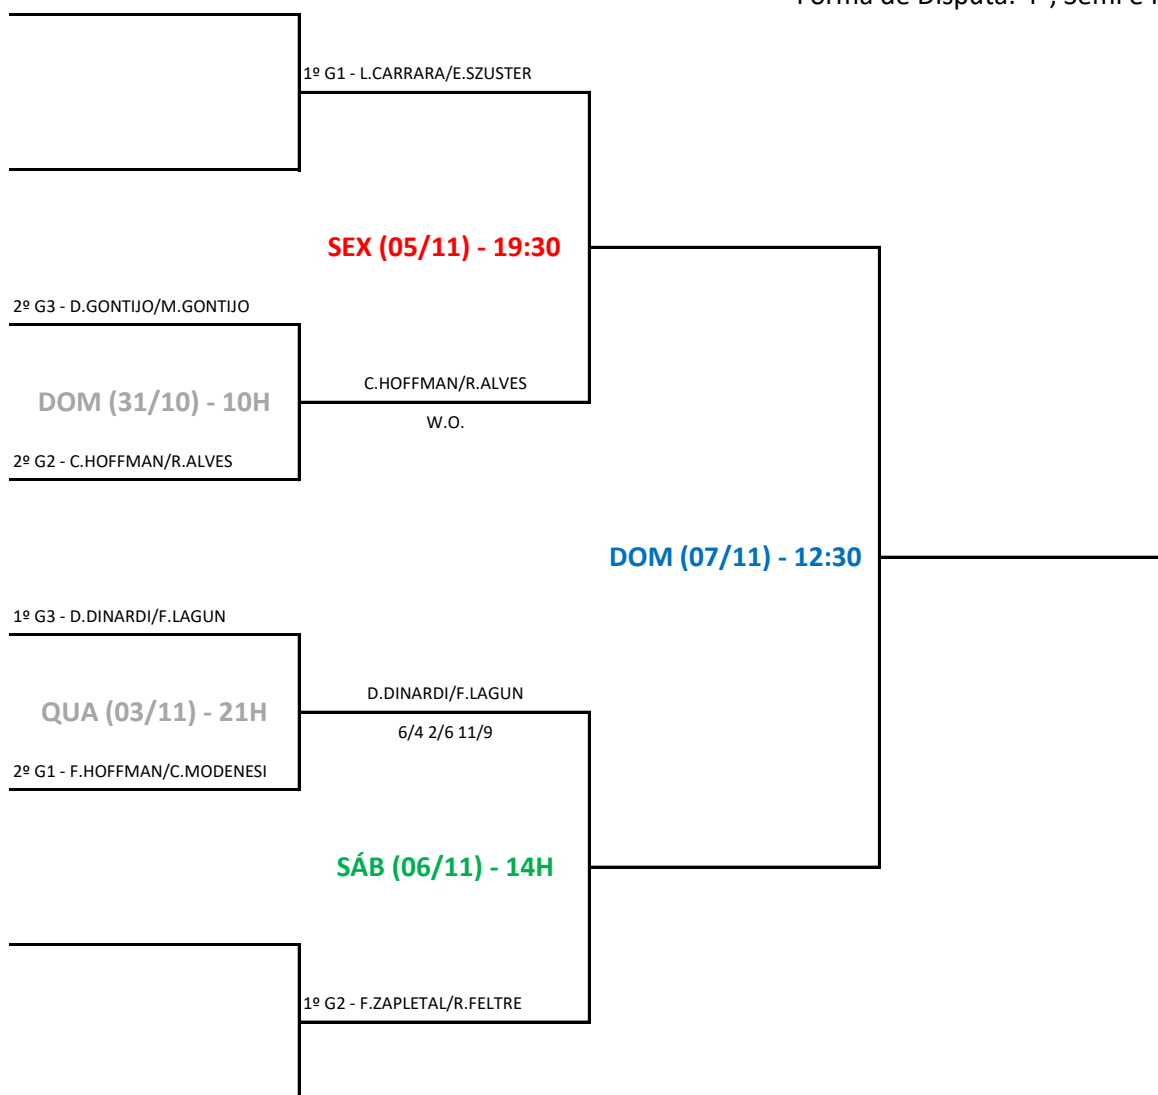 Forma de Disputa:
1º G1 - L.CARRARA/E.SZUSTER
SEX (05/11) - 19:30
2º G3 - D.GONTIJO/M.GONTIJO
DOM (31/10) - 10H
C.HOFFMAN/R.ALVES
W.O.
2º G2 - C.HOFFMAN/R.ALVES
DOM (07/11) - 12:30
1º G3 - D.DINARDI/F.LAGUN
QUA (03/11) - 21H
D.DINARDI/F.LAGUN
6/4 2/6 11/9
2º G1 - F.HOFFMAN/C.MODENESI
SÁB (06/11) - 14H
1º G2 - F.ZAPLETAL/R.FELTRE